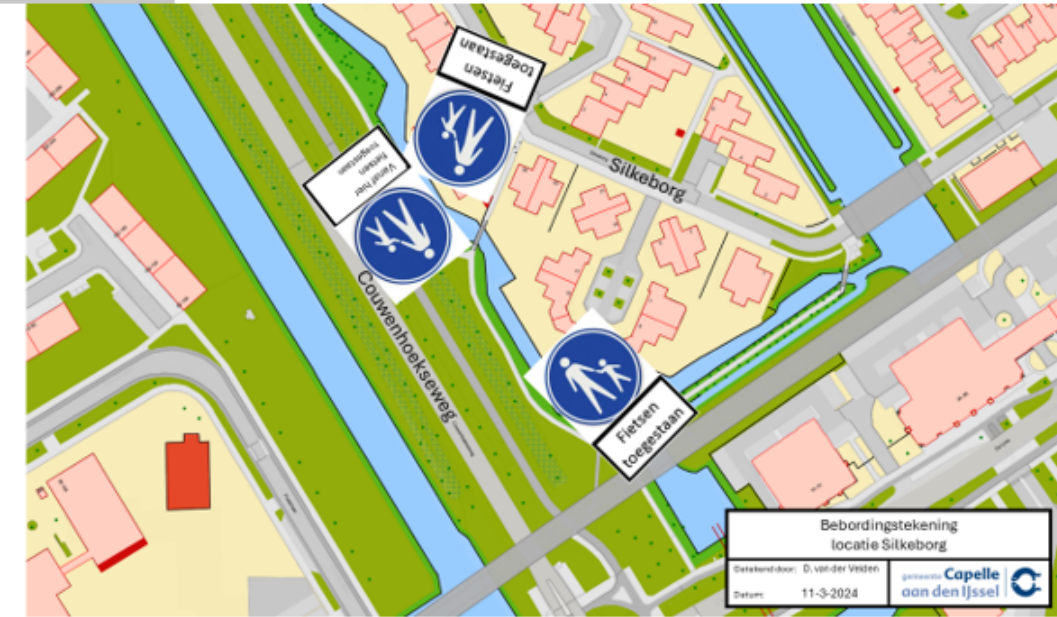 Fietsen
toegestaan
Vanaf hier
fietsen
toegestaan
Silkeborg
Couwenhoekseweg
Fietsen
toegestaan
Bebordingstekening
locatie Silkeborg
Getekend door: D. van der Velden
Datum: 11-3-2024
gemeente Capelle
aan den IJssel